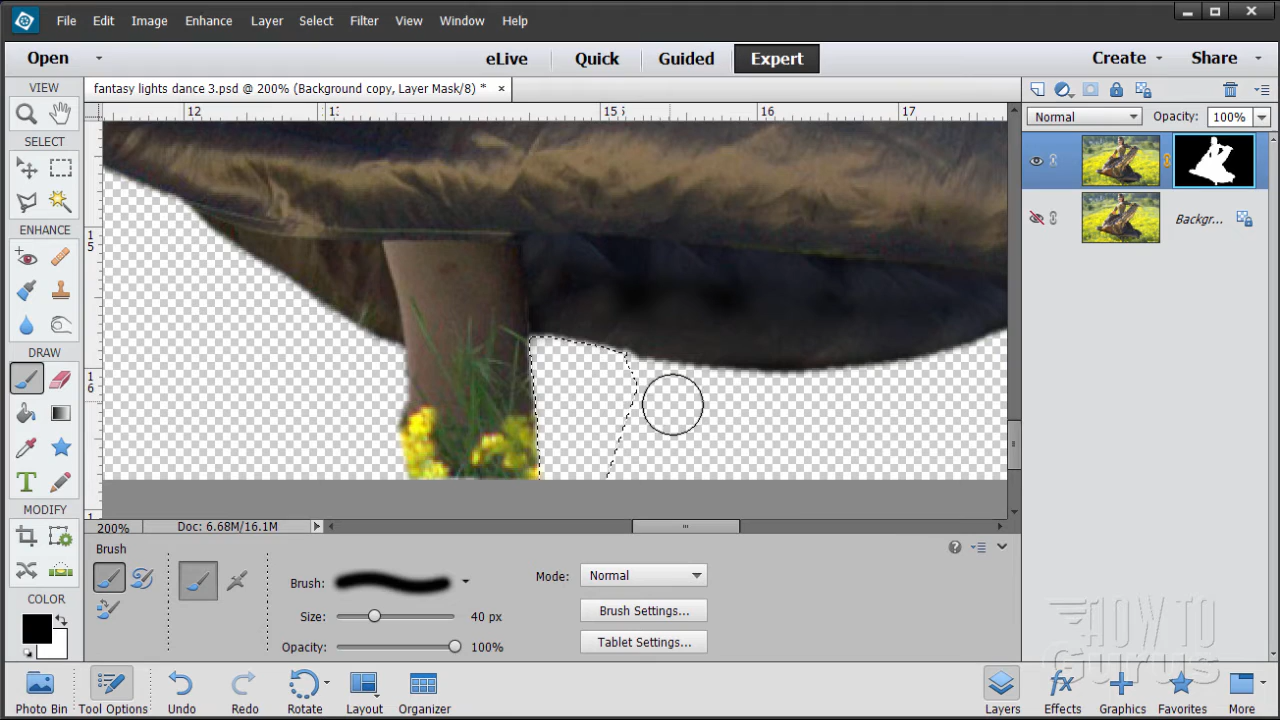 File Edit Image Enhance Layer Select Filter View Window Help
Open eLive Quick Guided Expert Create Share
VIEW
fantasy lights dance 3.psd @ 200% (Background copy, Layer Mask/8) *
Normal Opacity: 100%
12 15 16 17
SELECT
Backgr...
ENHANCE
15
DRAW
16
MODIFY
200% Doc: 6.68M/16.1M
Brush
COLOR
Brush: Mode: Normal
Size: 40 px Brush Settings...
Opacity: 100% Tablet Settings...
HOW TO
Gurus
Photo Bin Tool Options Undo Redo Rotate Layout Organizer Layers Effects Graphics Favorites More